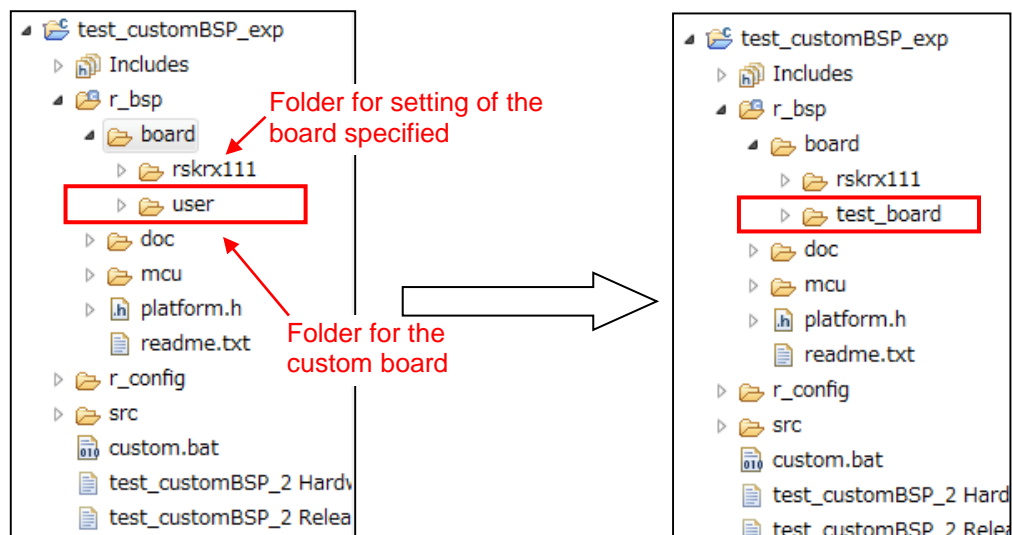 test_customBSP_exp
Includes
r_bsp
Folder for setting of the
board specified
board
rskrx111
user
doc
mcu
platform.h
Folder for the
custom board
readme.txt
r_config
src
custom.bat
test_customBSP_2 Hardw
test_customBSP_2 Relea
test_customBSP_exp
Includes
r_bsp
board
rskrx111
test_board
doc
mcu
platform.h
readme.txt
r_config
src
custom.bat
test_customBSP_2 Hard
test_customBSP_2 Relea